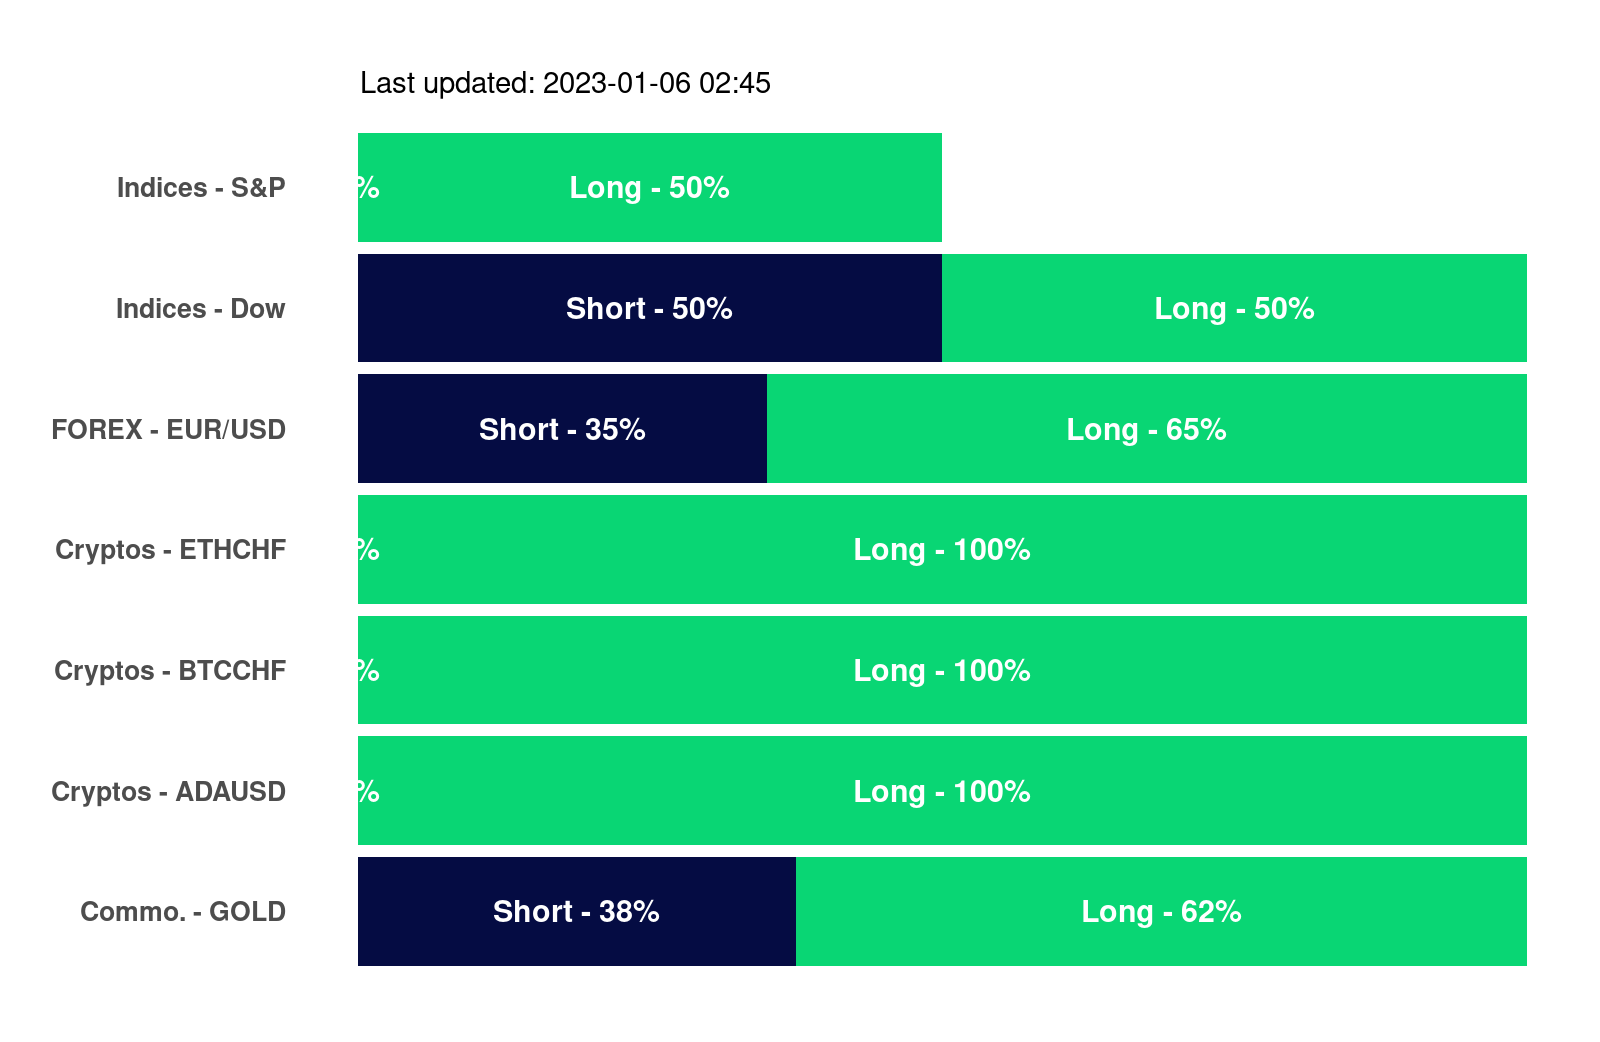 Last updated: 2023-01-06 02:45
Indices - S&P % Long - 50%
Indices - Dow Short - 50% Long - 50%
FOREX - EUR/USD Short - 35% Long - 65%
Cryptos - ETHCHF % Long - 100%
Cryptos - BTCCHF % Long - 100%
Cryptos - ADAUSD % Long - 100%
Commo. - GOLD Short - 38% Long - 62%